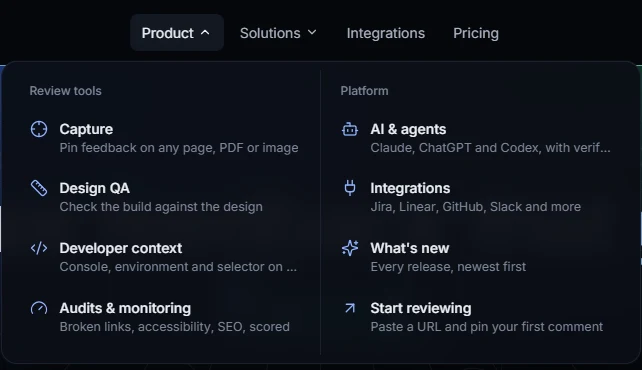 Product
Solutions
Integrations
Pricing
Review tools
Capture
Pin feedback on any page, PDF or image
Design QA
Check the build against the design
Developer context
Console, environment and selector on ...
Audits & monitoring
Broken links, accessibility, SEO, scored
Platform
AI & agents
Claude, ChatGPT and Codex, with verif...
Integrations
Jira, Linear, GitHub, Slack and more
What's new
Every release, newest first
Start reviewing
Paste a URL and pin your first comment